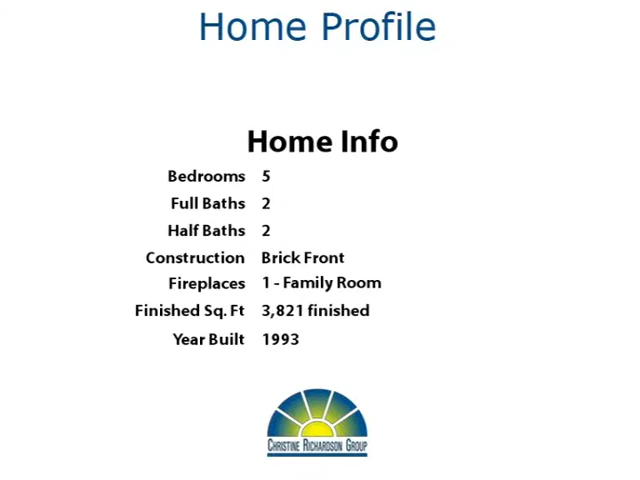 Home Profile
Home Info
Bedrooms 5
Full Baths 2
Half Baths 2
Construction Brick Front
Fireplaces 1 - Family Room
Finished Sq. Ft 3,821 finished
Year Built 1993
Christine Richardson Group